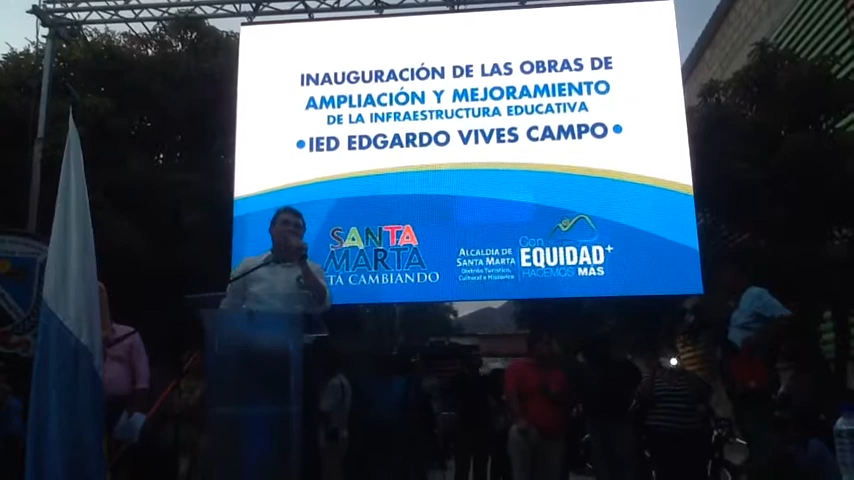 INAUGURACIÓN DE LAS OBRAS DE
AMPLIACIÓN Y MEJORAMIENTO
DE LA INFRAESTRUCTURA EDUCATIVA
•IED EDGARDO VIVES CAMPO•
SANTA
MARTA
TA CAMBIANDO
ALCALDIA DE
SANTA MARTA
Distrito Turístico,
Cultural e Histórico
Con
EQUIDAD+
HACEMOS MÁS